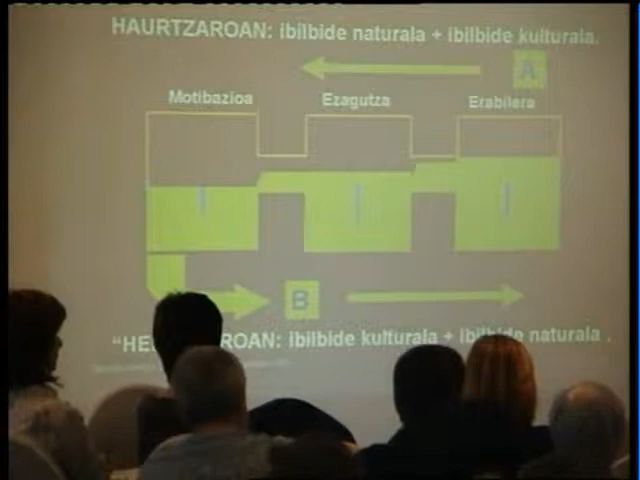 HAURTZAROAN: ibilbide naturala + ibilbide kulturala.
A
Motibazioa Ezagutza Erabilera
B
ROAN: ibilbide kulturala + ibilbide naturala .